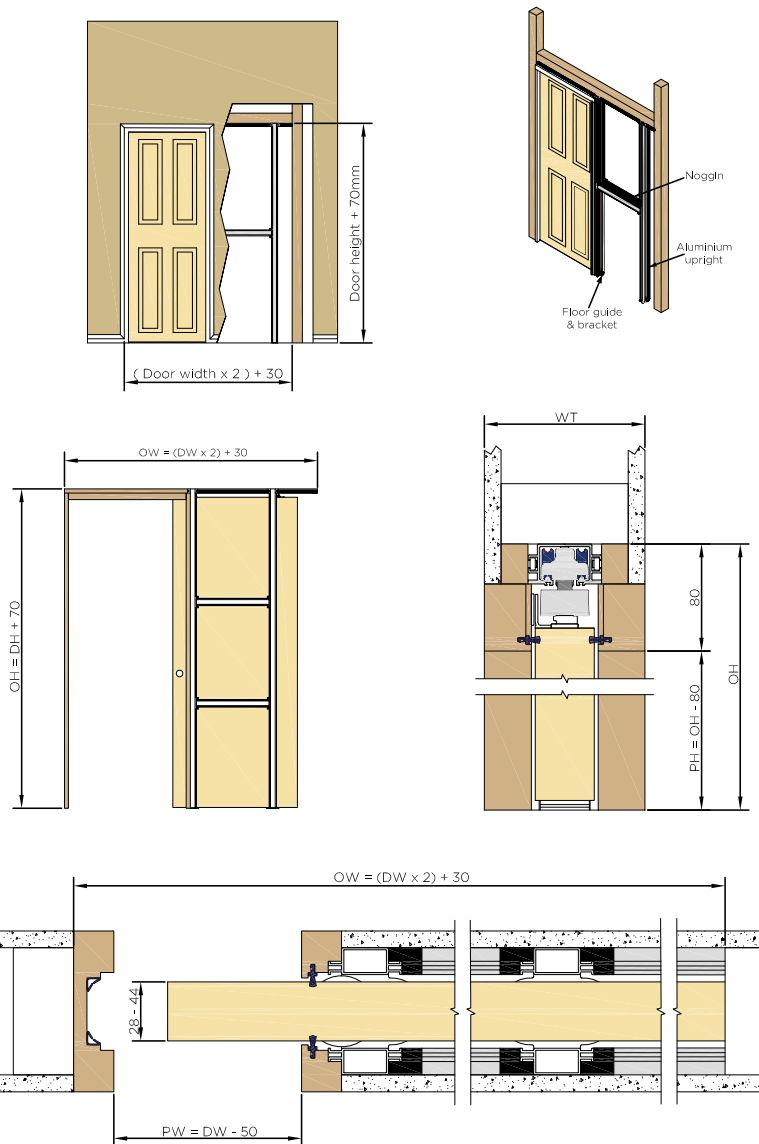 Door height + 70mm
( Door width x 2 ) + 30
Noggin
Aluminium
upright
Floor guide
& bracket
OW = (DW x 2) + 30
OH = DH + 70
WT
80
OH
PH = OH - 80
OW = (DW x 2) + 30
28 - 44
PW = DW - 50